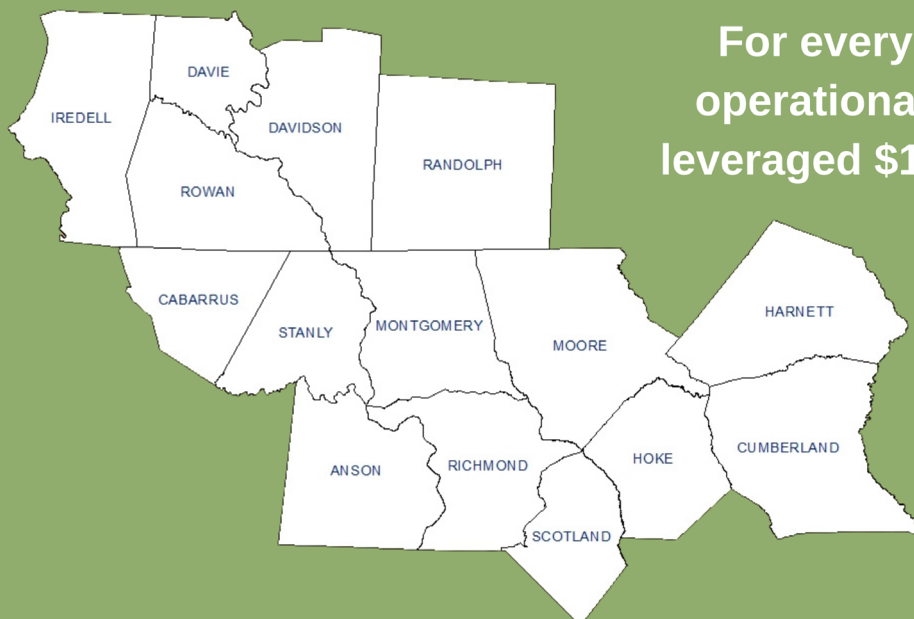 For every
operationa
leveraged $1
DAVIE
IREDELL
DAVIDSON
RANDOLPH
ROWAN
CABARRUS
STANLY
MONTGOMERY
MOORE
HARNETT
ANSON
RICHMOND
HOKE
CUMBERLAND
SCOTLAND